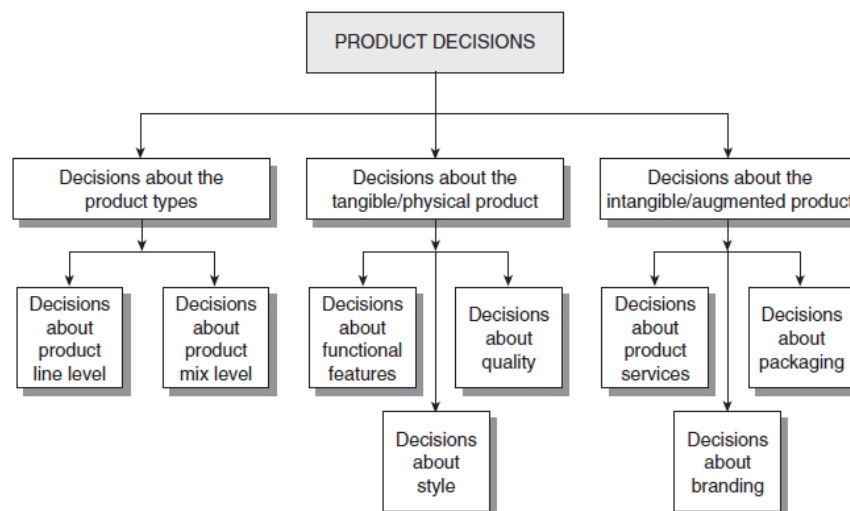 PRODUCT DECISIONS
Decisions about the
product types
Decisions about the
tangible/physical product
Decisions about the
intangible/augmented product
Decisions
about
product
line level
Decisions
about
product
mix level
Decisions
about
functional
features
Decisions
about
quality
Decisions
about
product
services
Decisions
about
packaging
Decisions
about
style
Decisions
about
branding